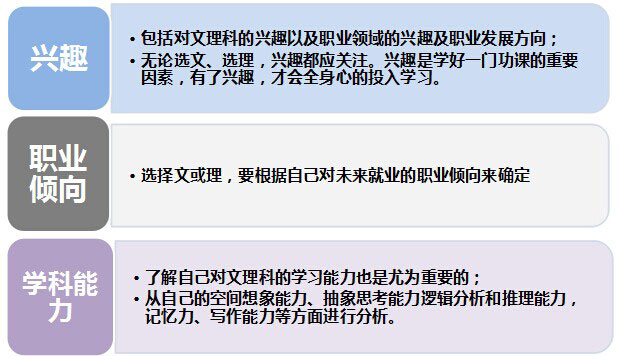 兴趣
• 包括对文理科的兴趣以及职业领域的兴趣及职业发展方向；
• 无论选文、选理，兴趣都应关注。兴趣是学好一门功课的重要
因素，有了兴趣，才会全身心的投入学习。
职业
倾向
• 选择文或理，要根据自己对未来就业的职业倾向来确定
学科能
力
• 了解自己对文理科的学习能力也是尤为重要的；
• 从自己的空间想象能力、抽象思考能力逻辑分析和推理能力，
记忆力、写作能力等方面进行分析。